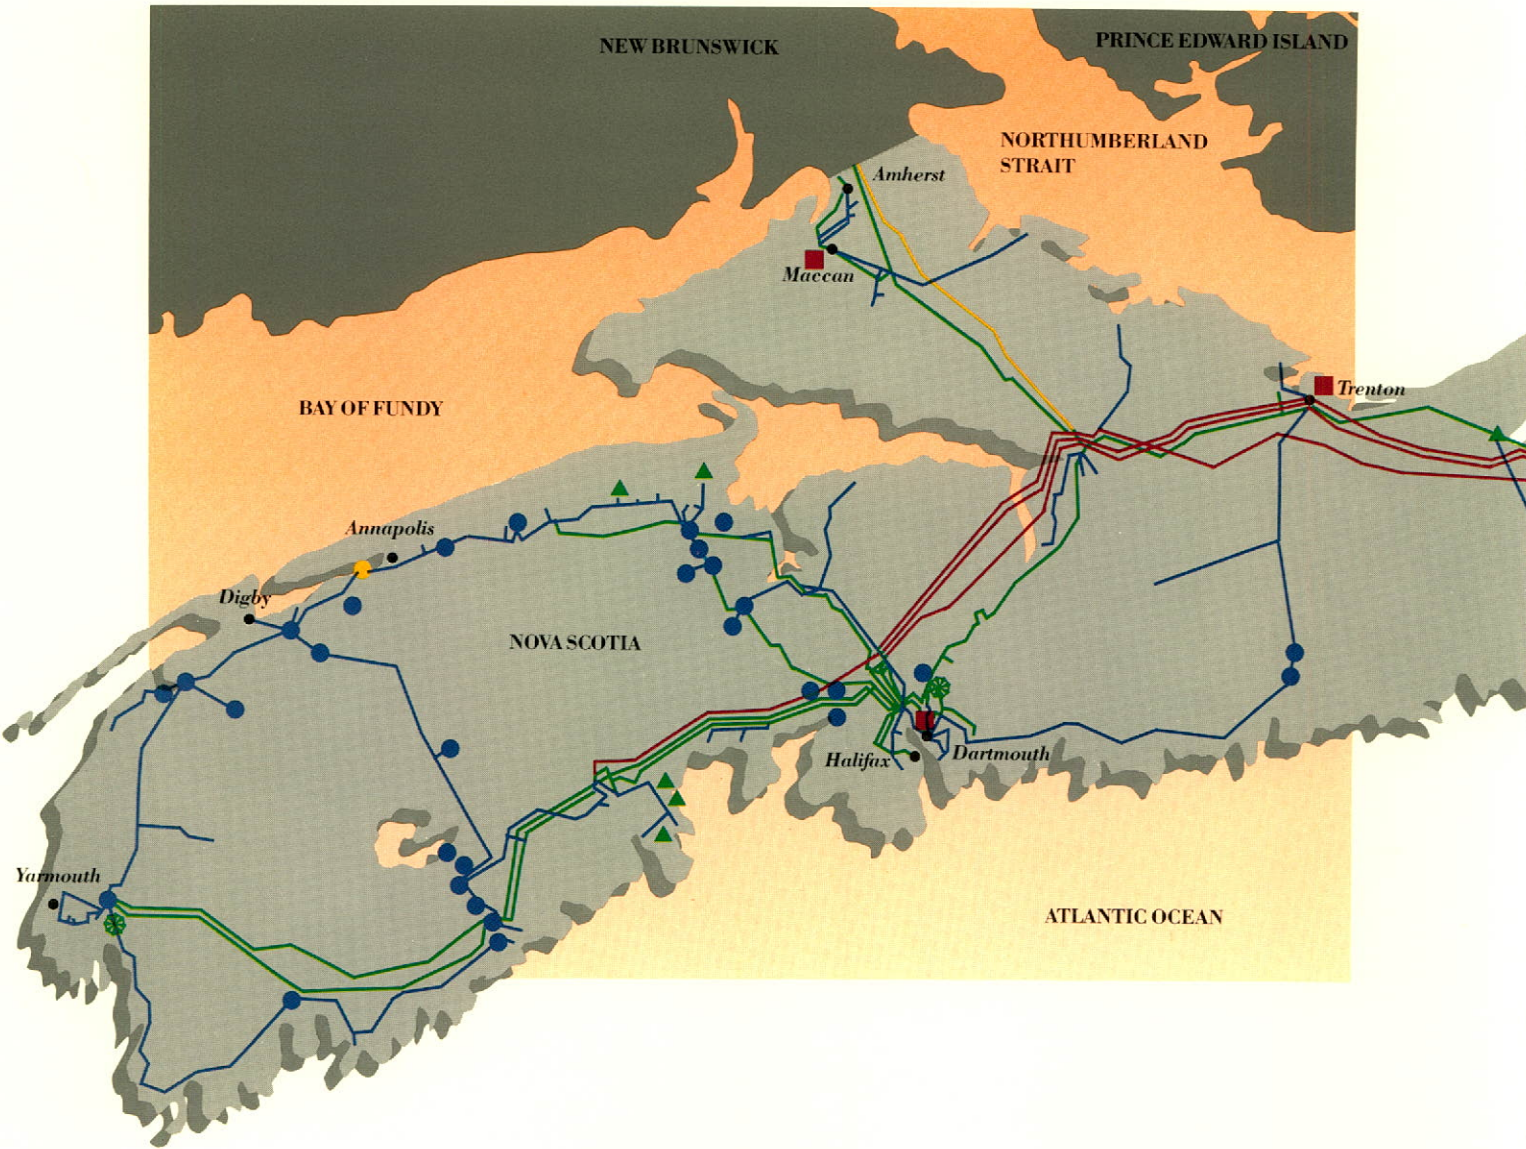 NEW BRUNSWICK
PRINCE EDWARD ISLAND
NORTHUMBERLAND
STRAIT
Amherst
Maccan
Trenton
BAY OF FUNDY
Annapolis
Digby
NOVA SCOTIA
Halifax
Dartmouth
Yarmouth
ATLANTIC OCEAN